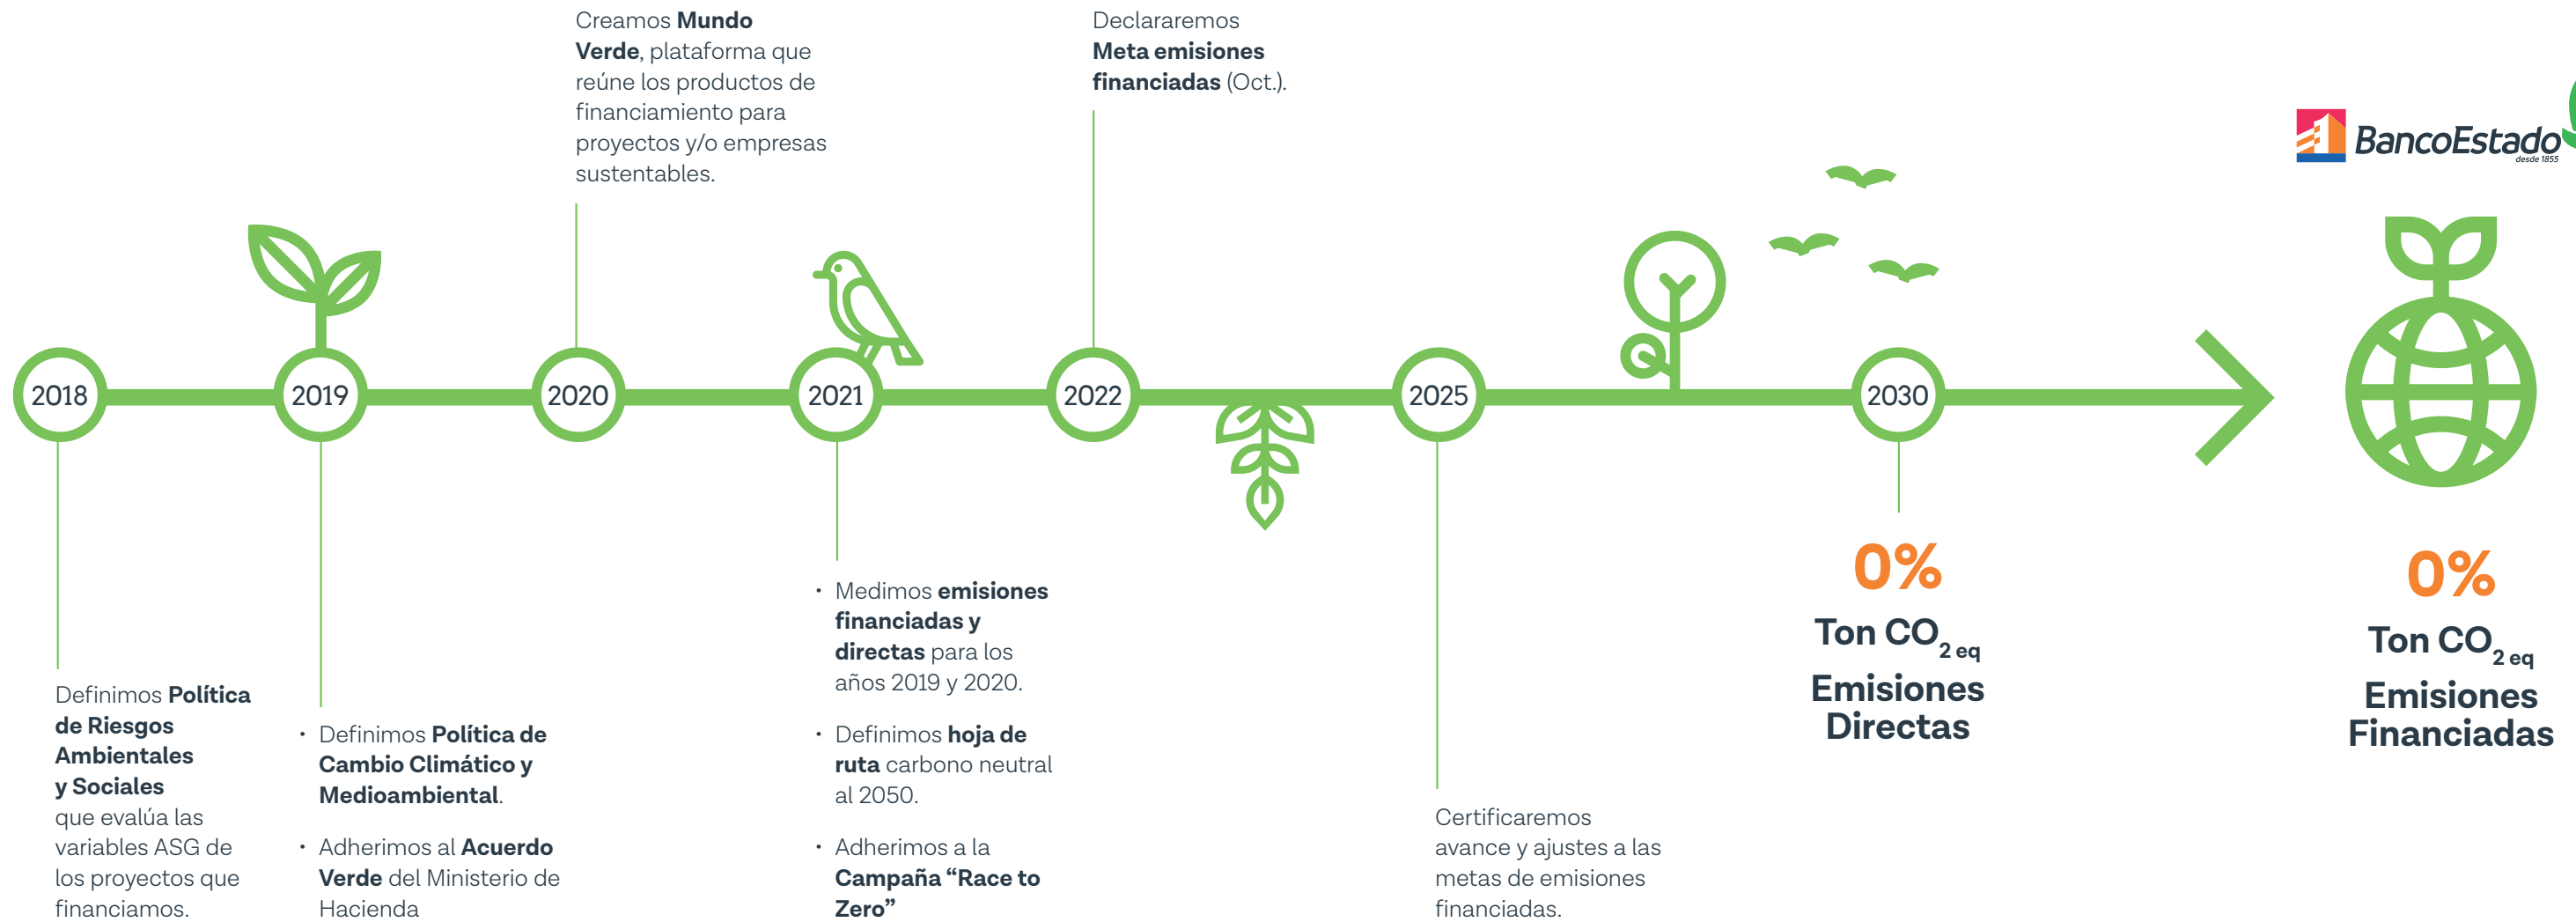 Creamos Mundo
Verde, plataforma que
reúne los productos de
financiamiento para
proyectos y/o empresas
sustentables.
Declararemos
Meta emisiones
financiadas (Oct.).
BancoEstado
desde 1855
2018
2019
2020
2021
2022
2025
2030
Definimos Política
de Riesgos
Ambientales
y Sociales
que evalúa las
variables ASG de
los proyectos que
financiamos.
• Definimos Política de
Cambio Climático y
Medioambiental.
• Adherimos al Acuerdo
Verde del Ministerio de
Hacienda
• Medimos emisiones
financiadas y
directas para los
años 2019 y 2020.
• Definimos hoja de
ruta carbono neutral
al 2050.
• Adherimos a la
Campaña “Race to
Zero”
Certificaremos
avance y ajustes a las
metas de emisiones
financiadas.
0%
Ton CO2 eq
Emisiones
Directas
0%
Ton CO2 eq
Emisiones
Financiadas